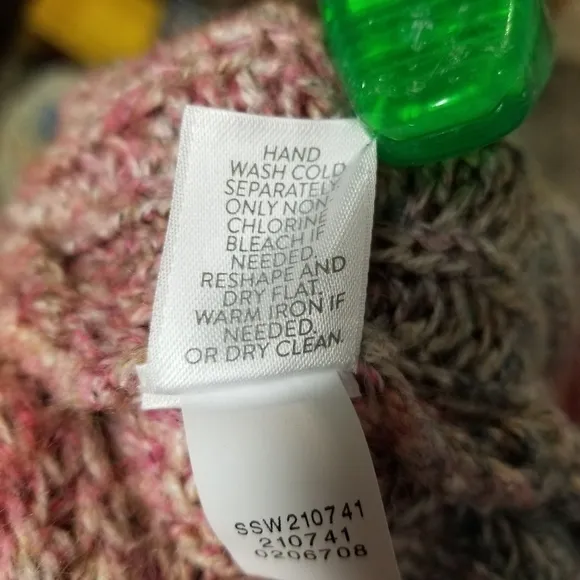 HAND
WASH COLD
SEPARATELY
ONLY NON-
CHLORINE
BLEACH IF
NEEDED.
RESHAPE AND
DRY FLAT.
WARM IRON IF
NEEDED.
OR DRY CLEAN.
SSW210741
210741
0206708